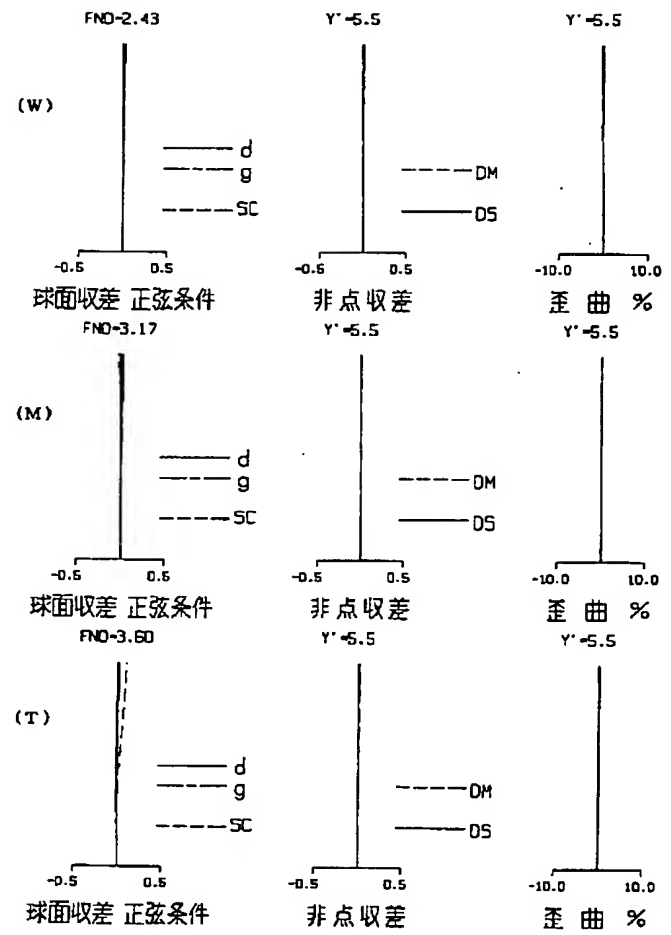 FNO=2.43 Y'=5.5 Y'=5.5
(W)
d
g DM
SC DS
-0.5 0.5 -0.5 0.5 -10.0 10.0
球面収差 正弦条件 非点収差 歪曲 %
FNO=3.17 Y'=5.5 Y'=5.5
(M)
d
g DM
SC DS
-0.5 0.5 -0.5 0.5 -10.0 10.0
球面収差 正弦条件 非点収差 歪曲 %
FNO=3.60 Y'=5.5 Y'=5.5
(T)
d
g DM
SC DS
-0.5 0.5 -0.5 0.5 -10.0 10.0
球面収差 正弦条件 非点収差 歪曲 %